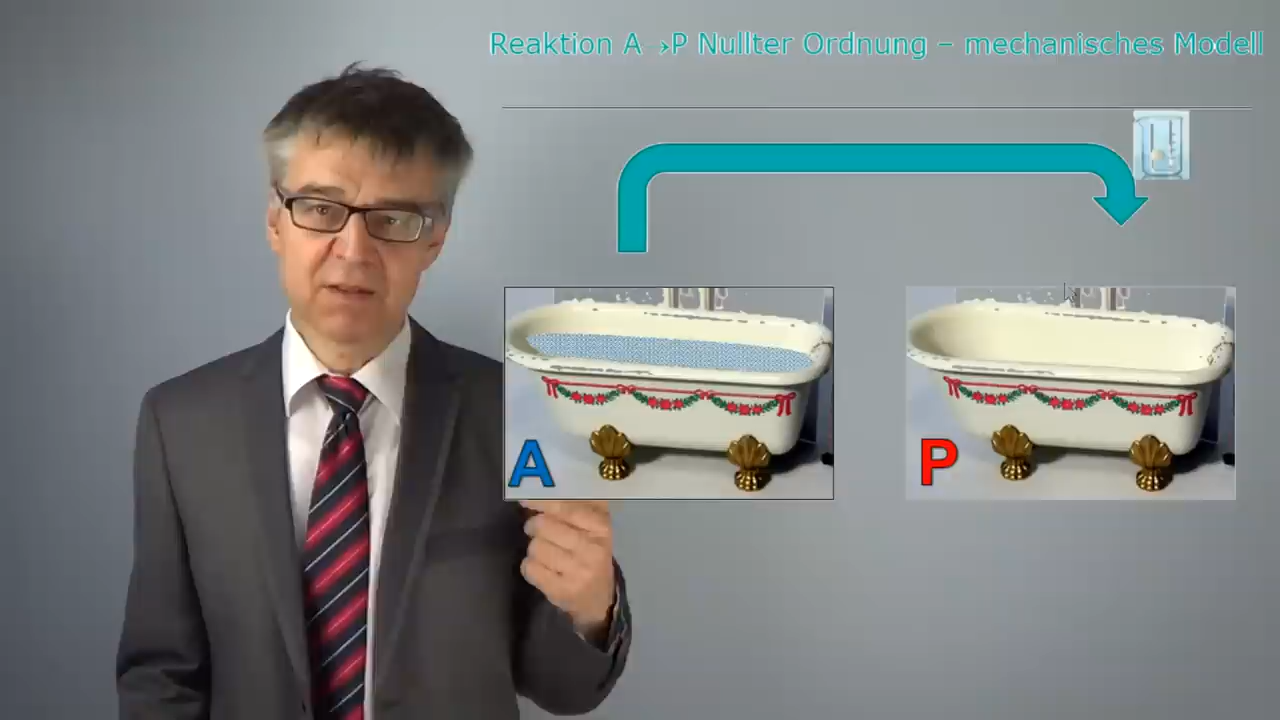 Reaktion A→P Nullter Ordnung – mechanisches Modell
A
P